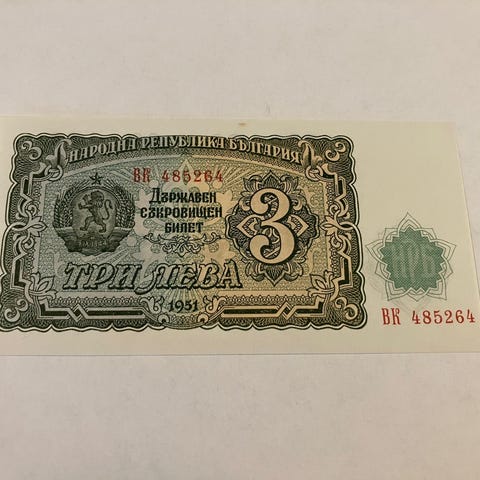 НАРОДНА РЕПУБЛИКА БЪЛГАРИЯ
ВК 485264
ДЪРЖАВЕН
СЪКРОВИЩЕН
БИЛЕТ
3
ТРИ ЛЕВА
1951
НРБ
ВК 485264